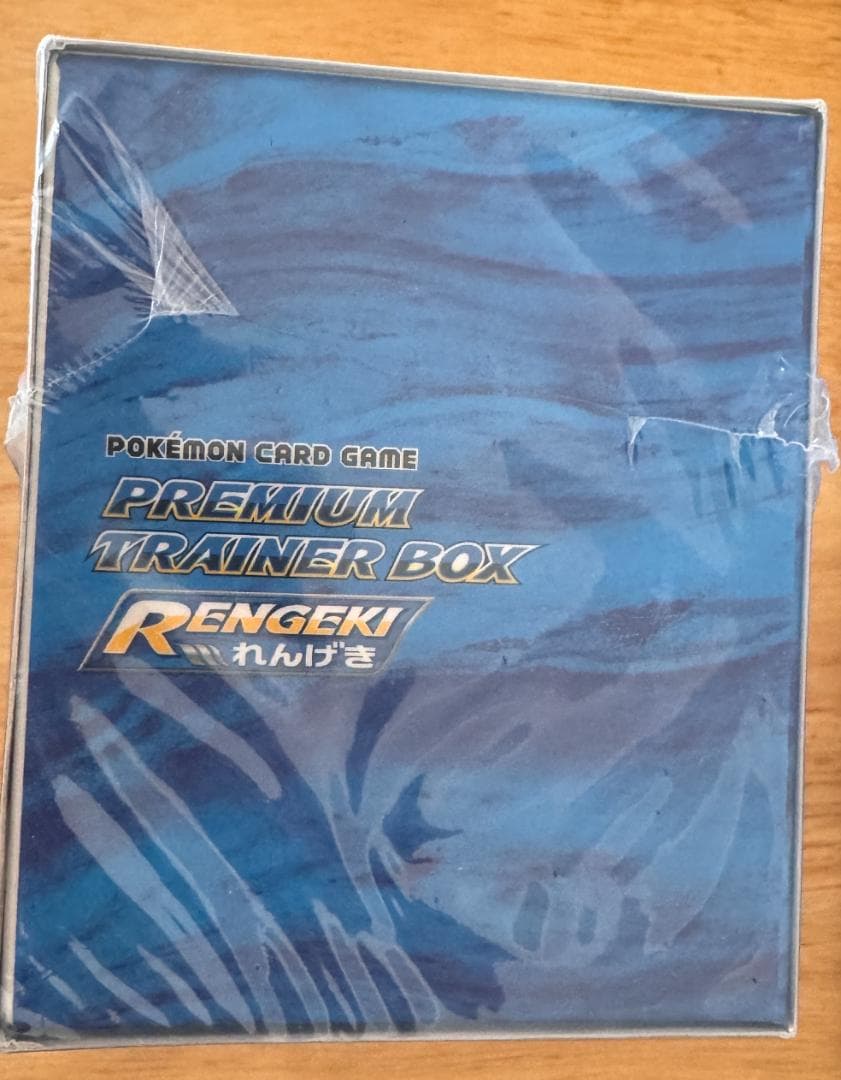 POKÉMON CARD GAME
PREMIUM
TRAINER BOX
RENGEKI
れんげき